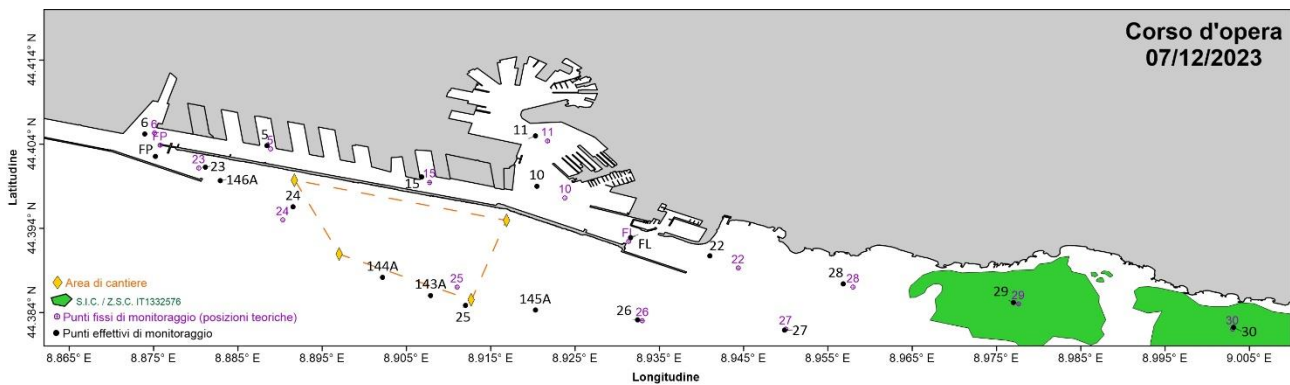 Corso d'opera
07/12/2023
44.414° N
44.404° N
44.394° N
44.384° N
Latitudine
6
6
FP
FP
23
23
146A
5
5
24
24
15
15
11
11
10
10
FL
FL
22
22
144A
143A
25
25
145A
26
26
27
27
28
28
29
29
30
30
Area di cantiere
S.I.C. / Z.S.C. IT1332576
Punti fissi di monitoraggio (posizioni teoriche)
Punti effettivi di monitoraggio
8.865° E
8.875° E
8.885° E
8.895° E
8.905° E
8.915° E
8.925° E
8.935° E
8.945° E
8.955° E
8.965° E
8.975° E
8.985° E
8.995° E
9.005° E
Longitudine